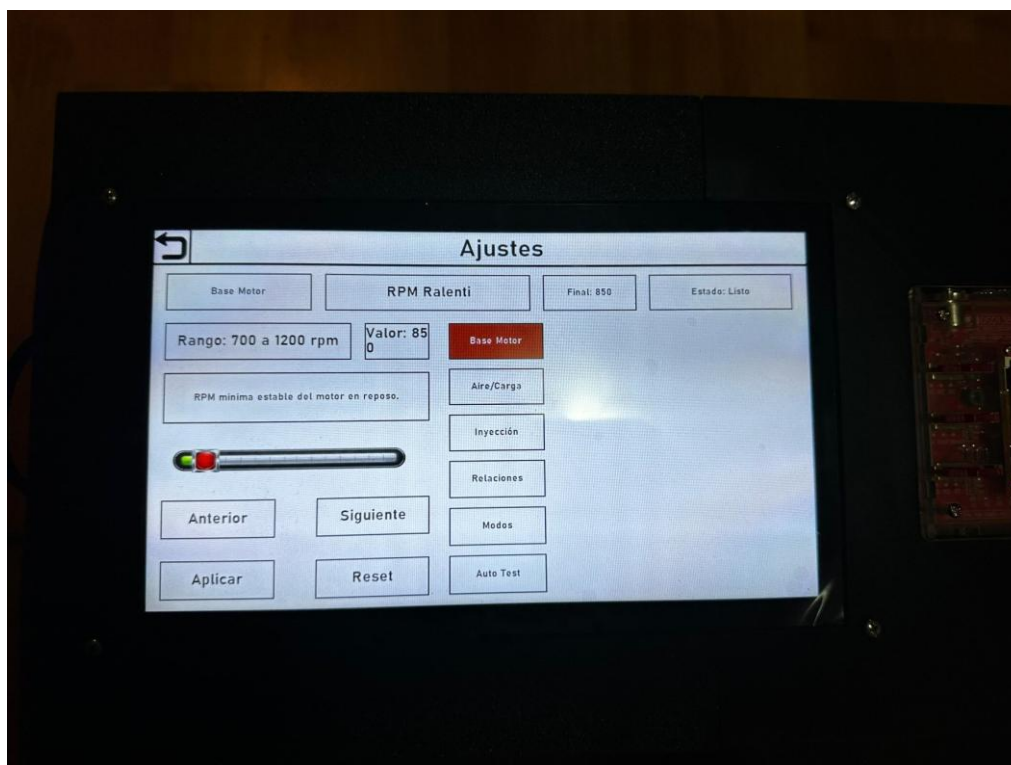 Ajustes
Base Motor
RPM Ralenti
Final: 850
Estado: Listo
Rango: 700 a 1200 rpm
Valor: 85
0
Base Motor
RPM minima estable del motor en reposo.
Aire/Carga
Inyección
Relaciones
Anterior
Siguiente
Modos
Aplicar
Reset
Auto Test